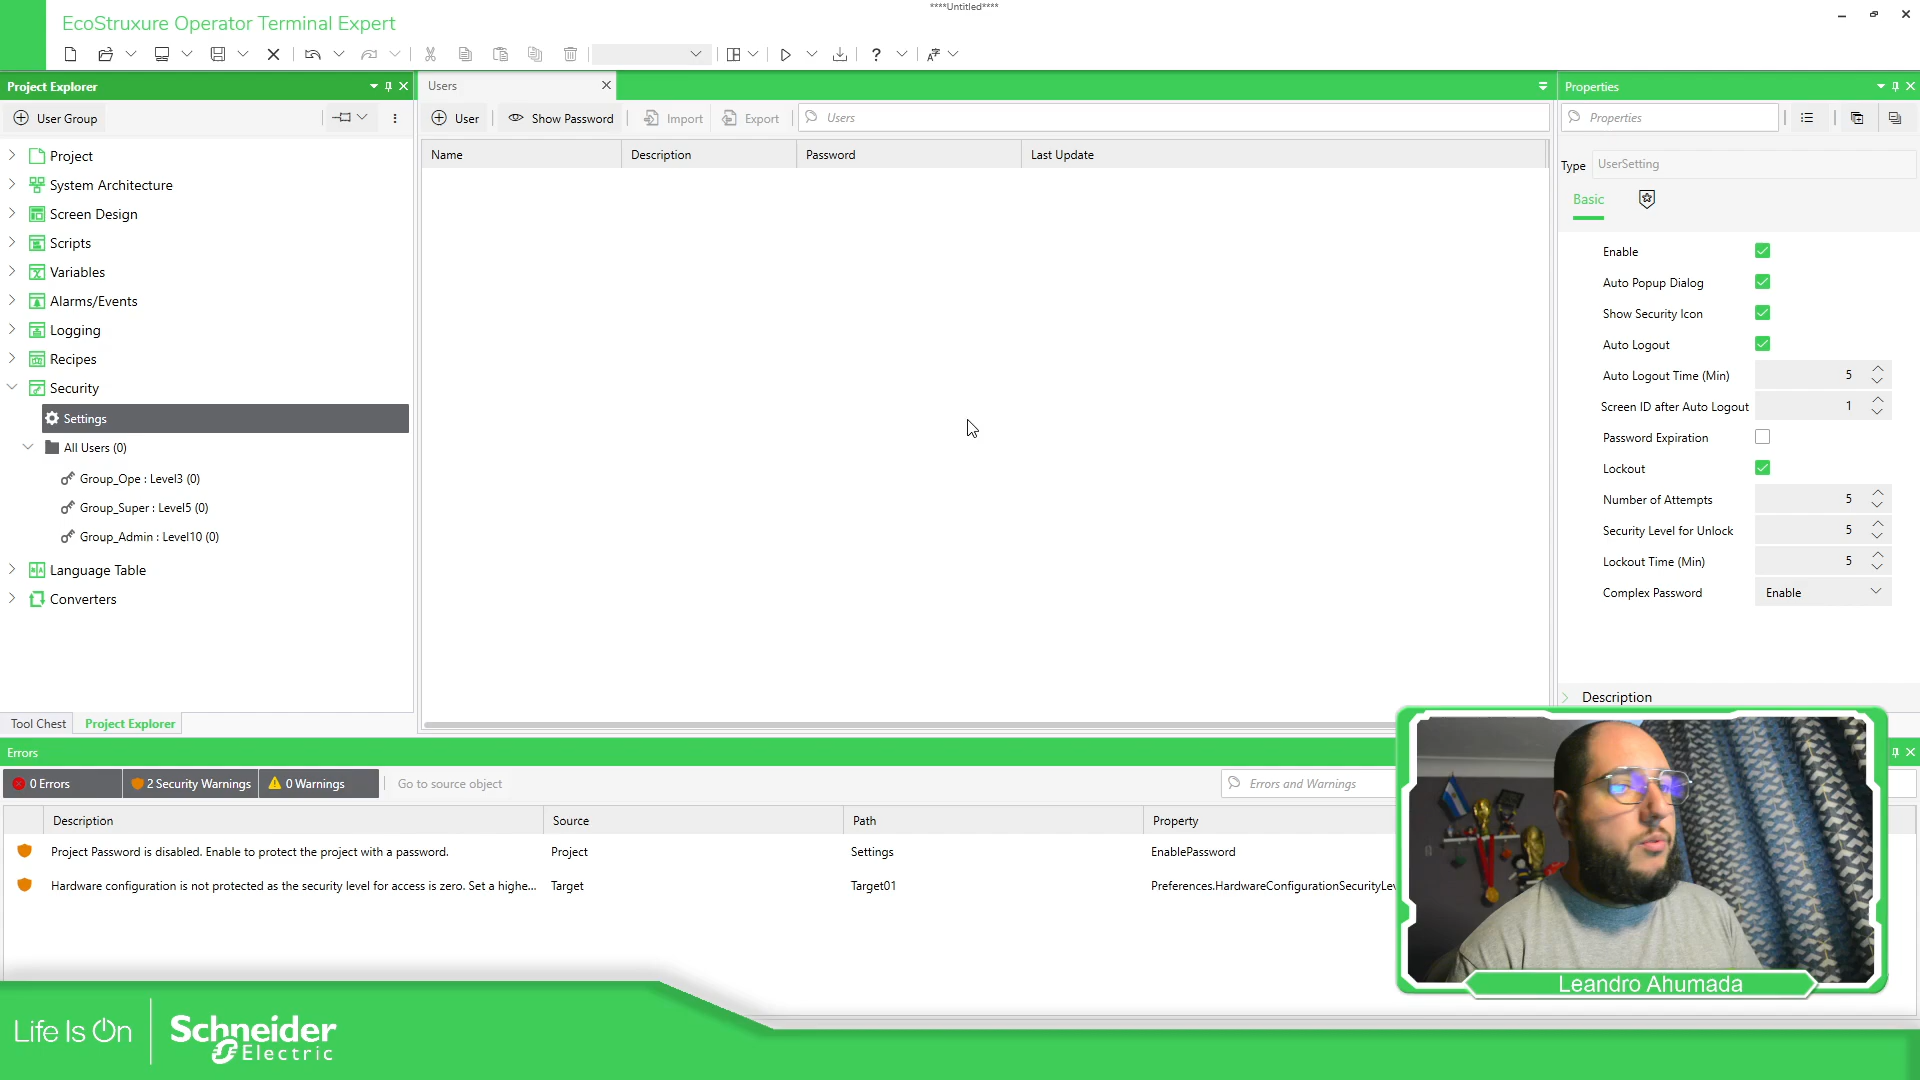 ****Untitled****
EcoStruxure Operator Terminal Expert
Project Explorer
User Group
Project
System Architecture
Screen Design
Scripts
Variables
Alarms/Events
Logging
Recipes
Security
Settings
All Users (0)
Group_Ope : Level3 (0)
Group_Super : Level5 (0)
Group_Admin : Level10 (0)
Language Table
Converters
Tool Chest
Project Explorer
Users
User
Show Password
Import
Export
Users
Name
Description
Password
Last Update
Properties
Properties
Type
UserSetting
Basic
Enable
Auto Popup Dialog
Show Security Icon
Auto Logout
Auto Logout Time (Min) 5
Screen ID after Auto Logout 1
Password Expiration
Lockout
Number of Attempts 5
Security Level for Unlock 5
Lockout Time (Min) 5
Complex Password Enable
Description
Errors
0 Errors
2 Security Warnings
0 Warnings
Go to source object
Errors and Warnings
Description Source Path Property
Project Password is disabled. Enable to protect the project with a password. Project Settings EnablePassword
Hardware configuration is not protected as the security level for access is zero. Set a highe... Target Target01 Preferences.HardwareConfigurationSecurityLev
Leandro Ahumada
Life Is On
Schneider
Electric